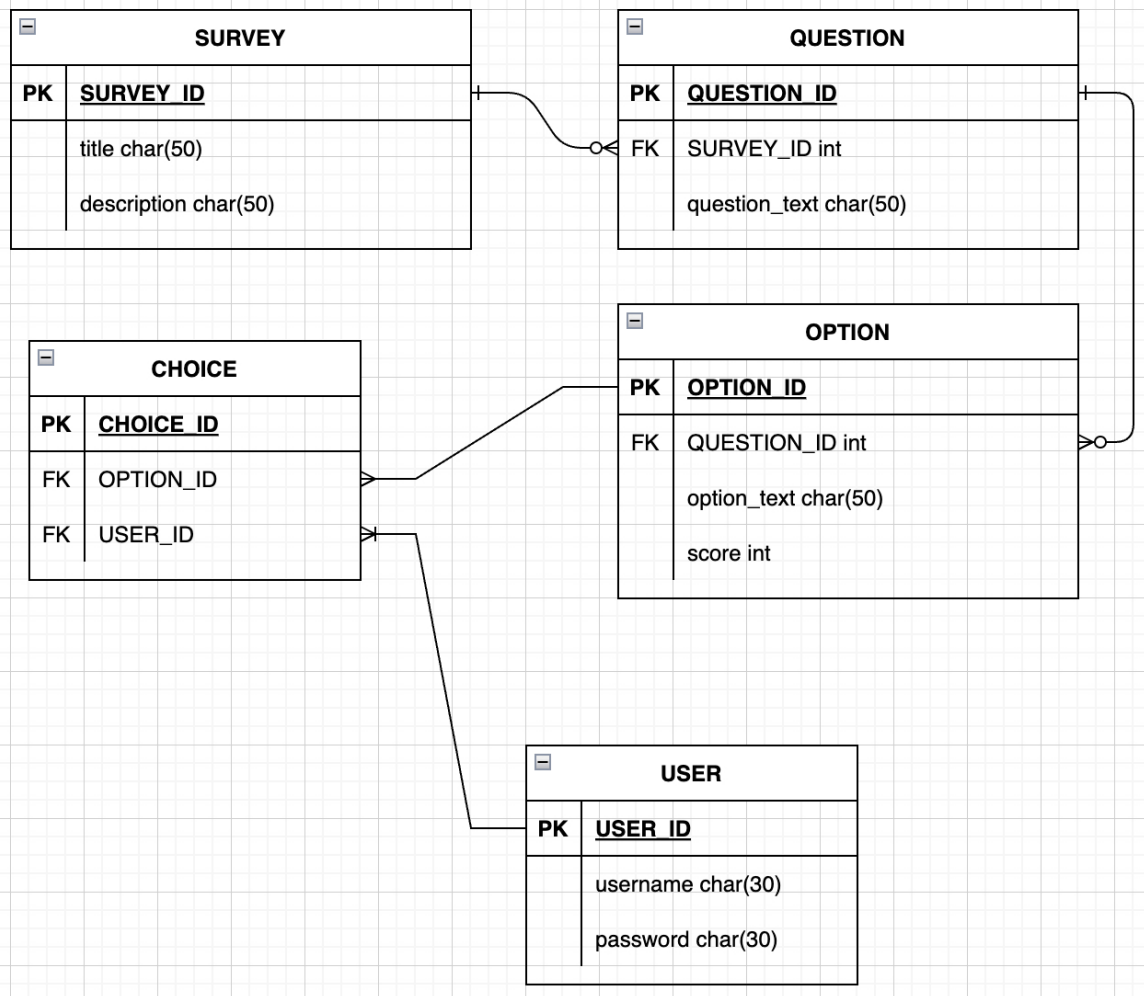 SURVEY
PK SURVEY_ID
title char(50)
description char(50)
QUESTION
PK QUESTION_ID
FK SURVEY_ID int
question_text char(50)
CHOICE
PK CHOICE_ID
FK OPTION_ID
FK USER_ID
OPTION
PK OPTION_ID
FK QUESTION_ID int
option_text char(50)
score int
USER
PK USER_ID
username char(30)
password char(30)